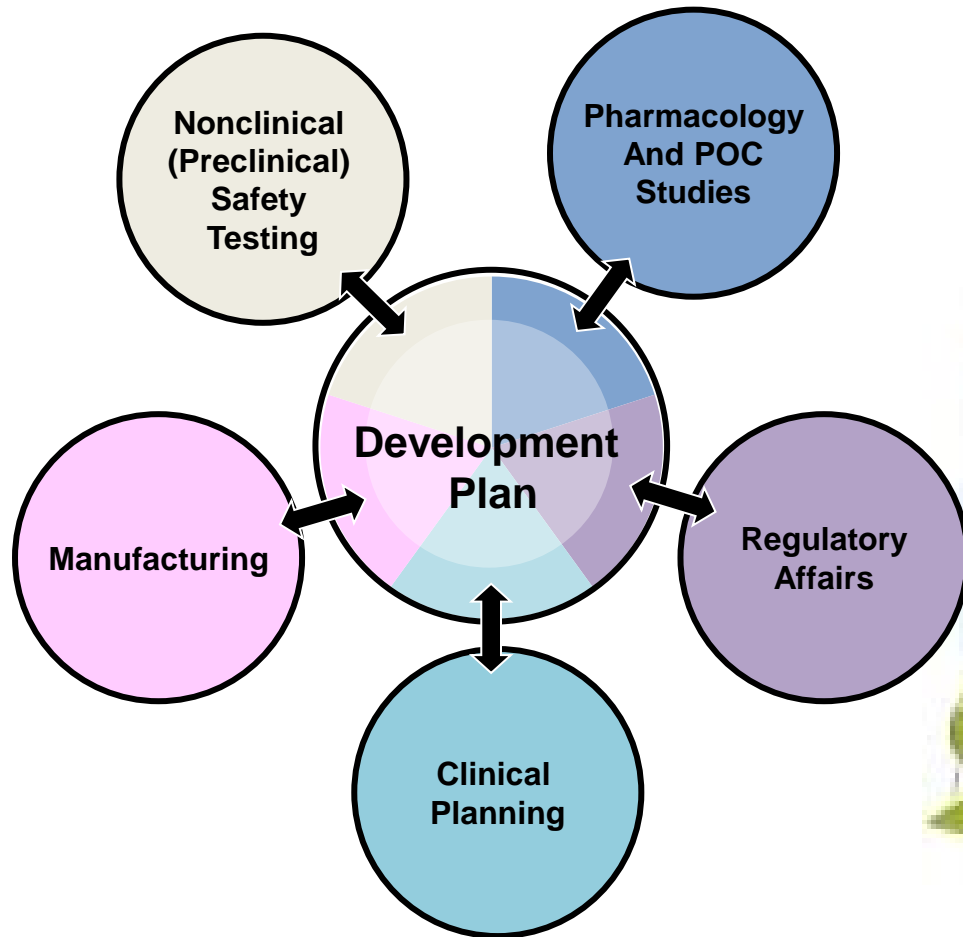 Nonclinical
(Preclinical)
Safety
Testing
Pharmacology
And POC
Studies
Development
Plan
Manufacturing
Regulatory
Affairs
Clinical
Planning